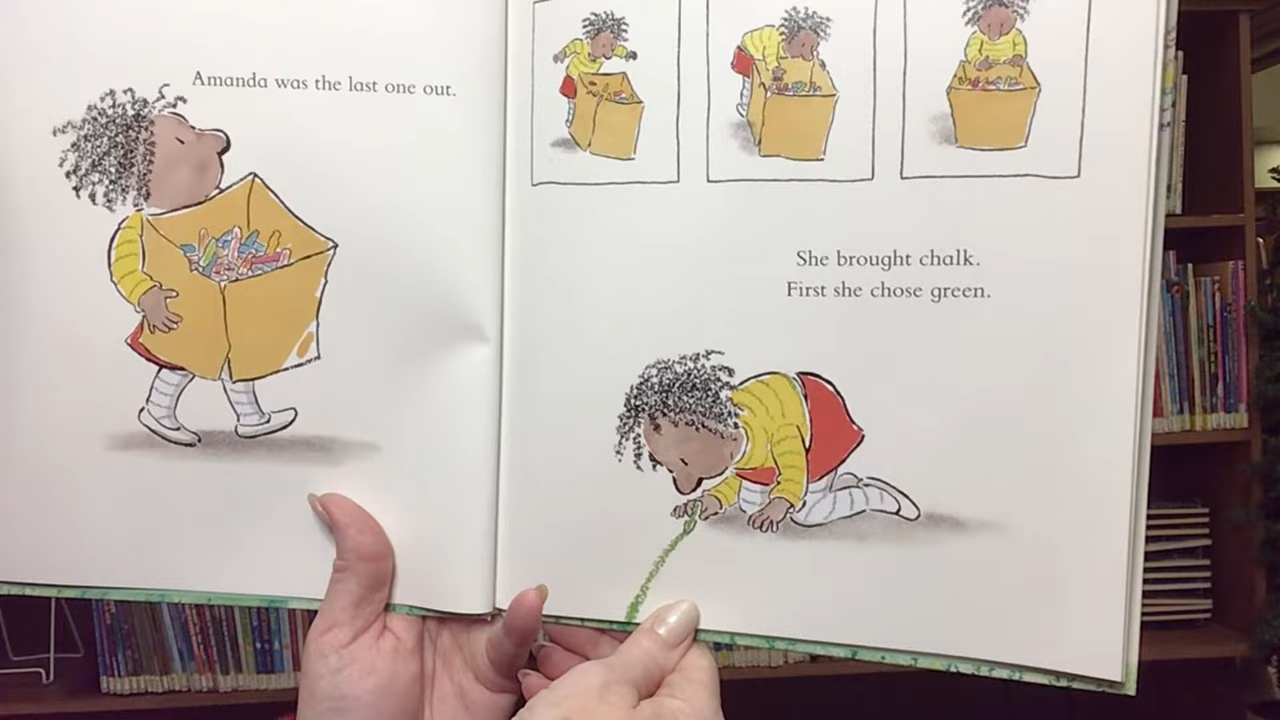 Amanda was the last one out.
She brought chalk.
First she chose green.